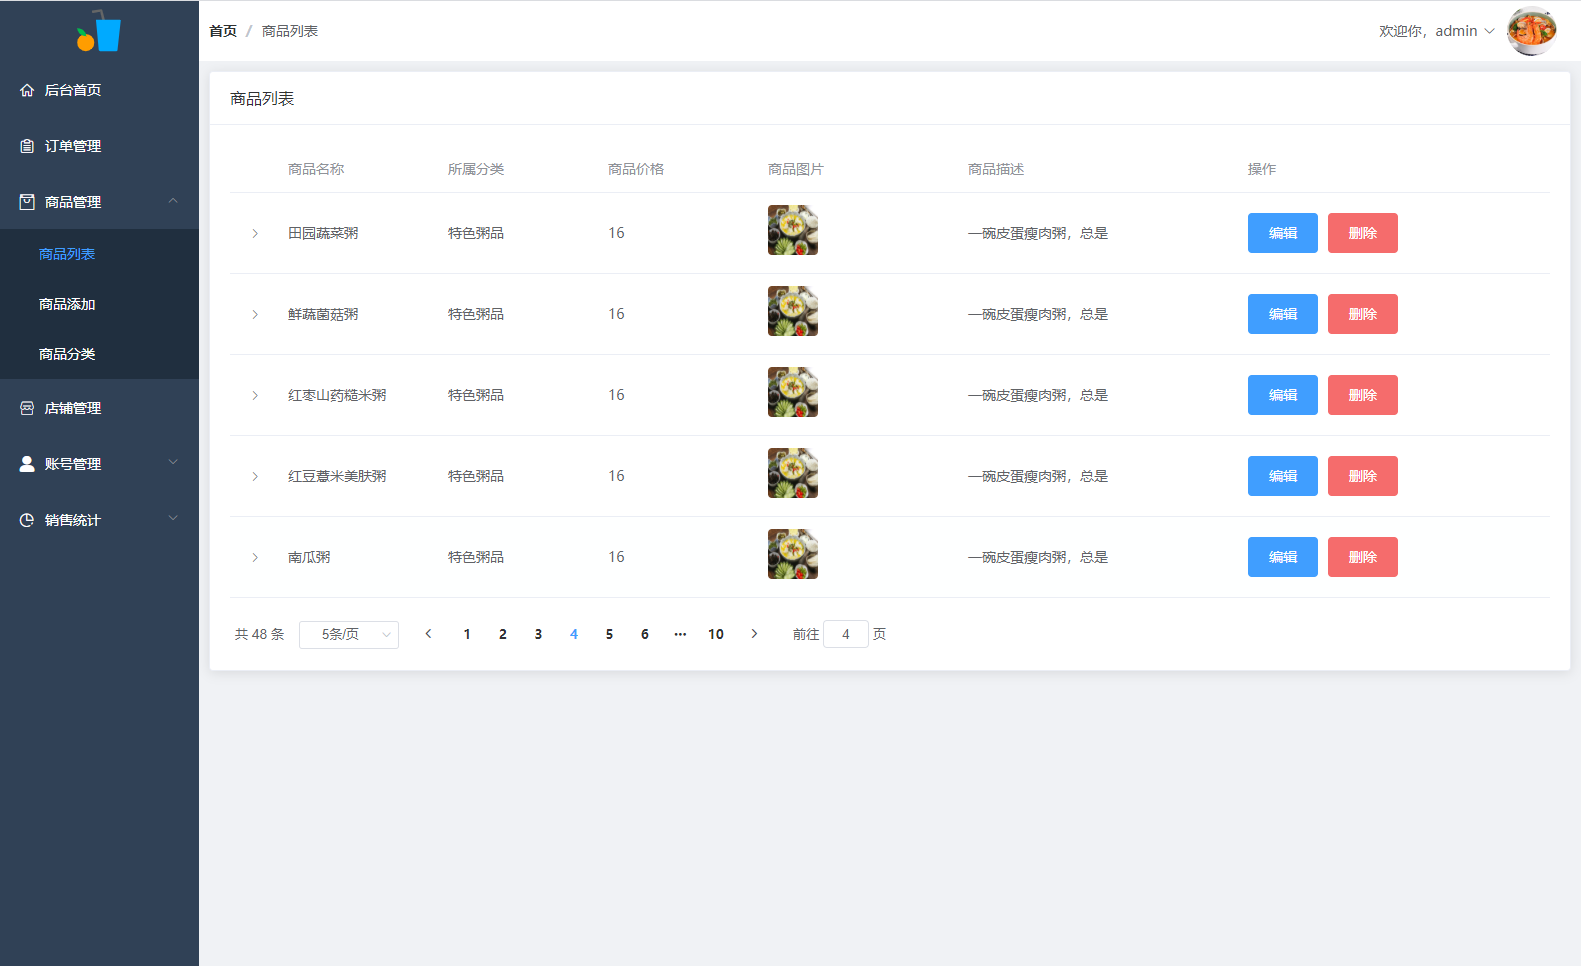 首页 / 商品列表
欢迎你，admin
后台首页
订单管理
商品管理
商品列表
商品添加
商品分类
店铺管理
账号管理
销售统计
商品列表
商品名称 所属分类 商品价格 商品图片 商品描述 操作
田园蔬菜粥 特色粥品 16 一碗皮蛋瘦肉粥，总是 编辑 删除
鲜蔬菌菇粥 特色粥品 16 一碗皮蛋瘦肉粥，总是 编辑 删除
红枣山药糙米粥 特色粥品 16 一碗皮蛋瘦肉粥，总是 编辑 删除
红豆薏米美肤粥 特色粥品 16 一碗皮蛋瘦肉粥，总是 编辑 删除
南瓜粥 特色粥品 16 一碗皮蛋瘦肉粥，总是 编辑 删除
共 48 条 5条/页 1 2 3 4 5 6 ··· 10 前往 4 页